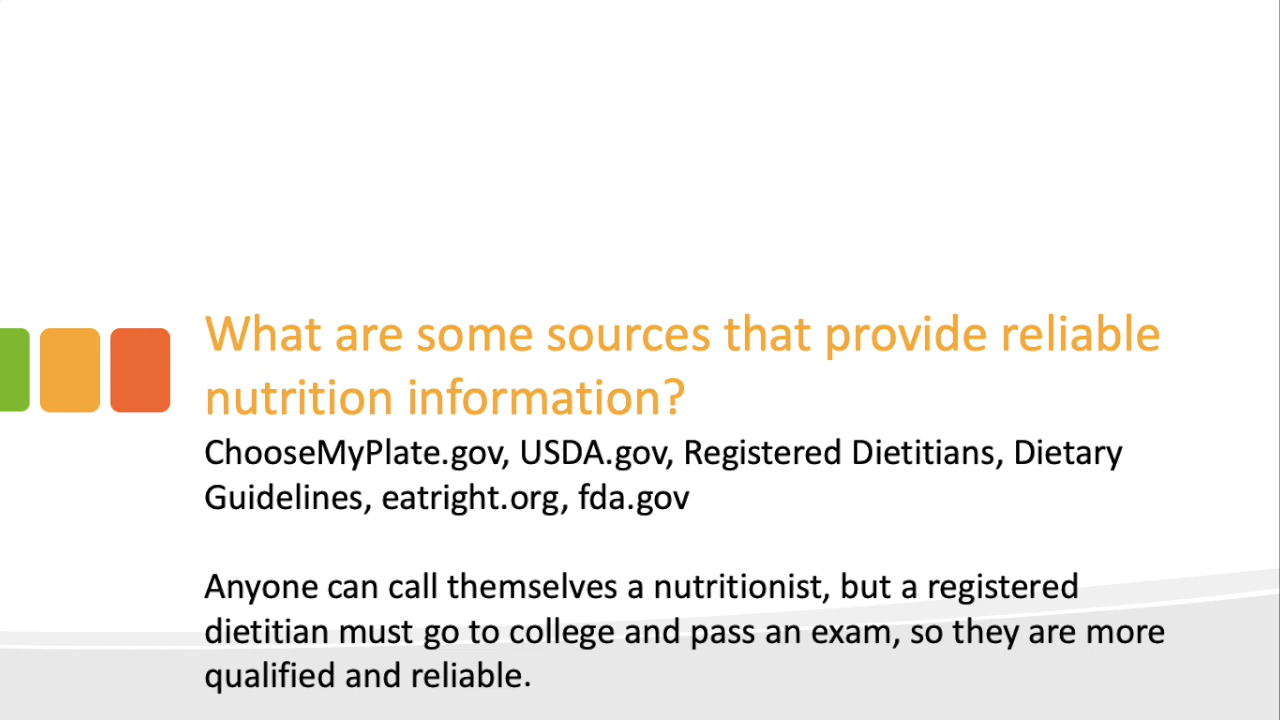 What are some sources that provide reliable
nutrition information?
ChooseMyPlate.gov, USDA.gov, Registered Dietitians, Dietary
Guidelines, eatright.org, fda.gov
Anyone can call themselves a nutritionist, but a registered
dietitian must go to college and pass an exam, so they are more
qualified and reliable.